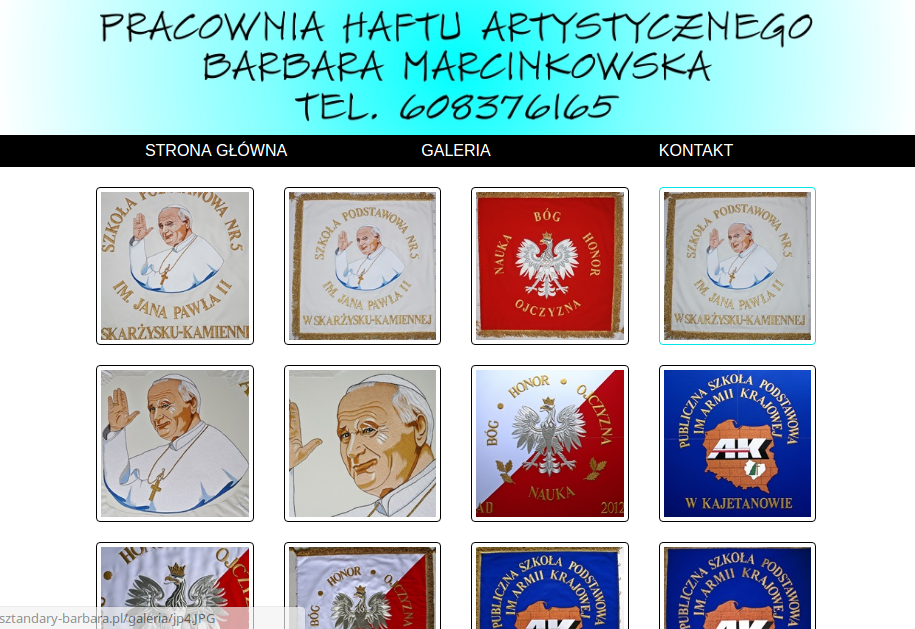 PRACOWNIA HAFTU ARTYSTYCZNEGO
BARBARA MARCINKOWSKA
TEL. 608376165
STRONA GŁÓWNA GALERIA KONTAKT
SZKOŁA PODSTAWOWA NR.5
IM. JANA PAWŁA II
SKARŻYSKU-KAMIENN
SZKOŁA PODSTAWOWA NR.5
IM. JANA PAWŁA II
W SKARŻYSKU-KAMIENNEJ
BÓG
NAUKA HONOR
OJCZYZNA
SZKOŁA PODSTAWOWA NR.5
IM. JANA PAWŁA II
W SKARŻYSKU-KAMIENNEJ
BÓG HONOR OJCZYZNA
NAUKA
AD 2012
PUBLICZNA SZKOŁA PODSTAWOWA
IM ARMII KRAJOWEJ
AK
W KAJETANOWIE
HONOR
BÓG HONOR OJCZYZNA
PUBLICZNA SZKOŁA PODSTAWOWA
IM ARMII KRAJOWEJ
PUBLICZNA SZKOŁA PODSTAWOWA
IM ARMII KRAJOWEJ
sztandary-barbara.pl/galeria/jp4.JPG